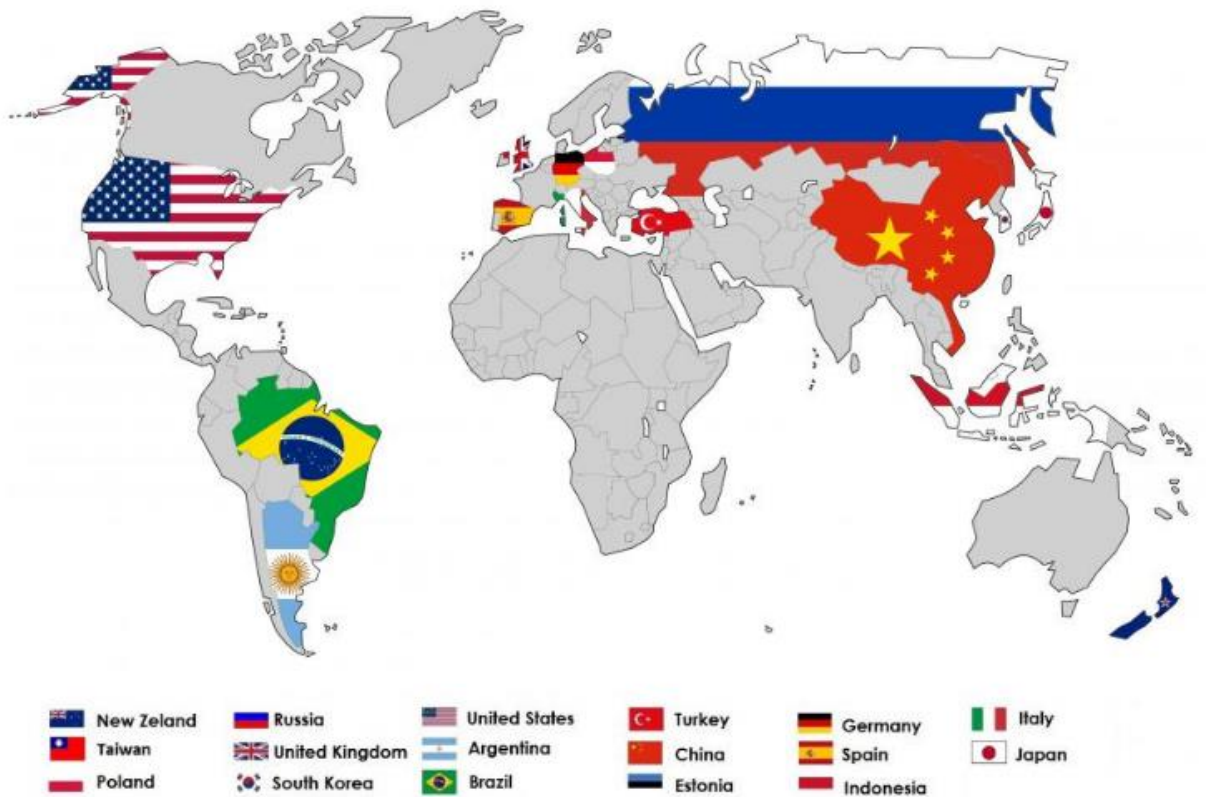 New Zeland Russia United States Turkey Germany Italy
Taiwan United Kingdom Argentina China Spain Japan
Poland South Korea Brazil Estonia Indonesia